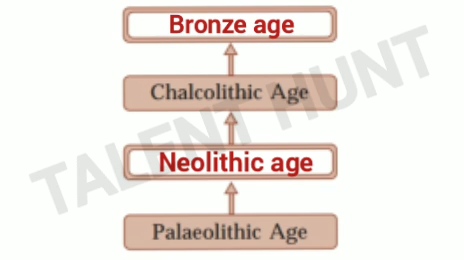 Bronze age
Chalcolithic Age
Neolithic age
Palaeolithic Age
TALENT HUNT